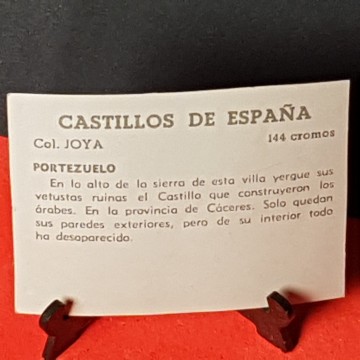 CASTILLOS DE ESPAÑA
Col. JOYA 144 cromos
PORTEZUELO
En lo alto de la sierra de esta villa yergue sus
vetustas ruinas el Castillo que construyeron los
árabes. En la provincia de Cáceres. Solo quedan
sus paredes exteriores, pero de su interior todo
ha desaparecido.